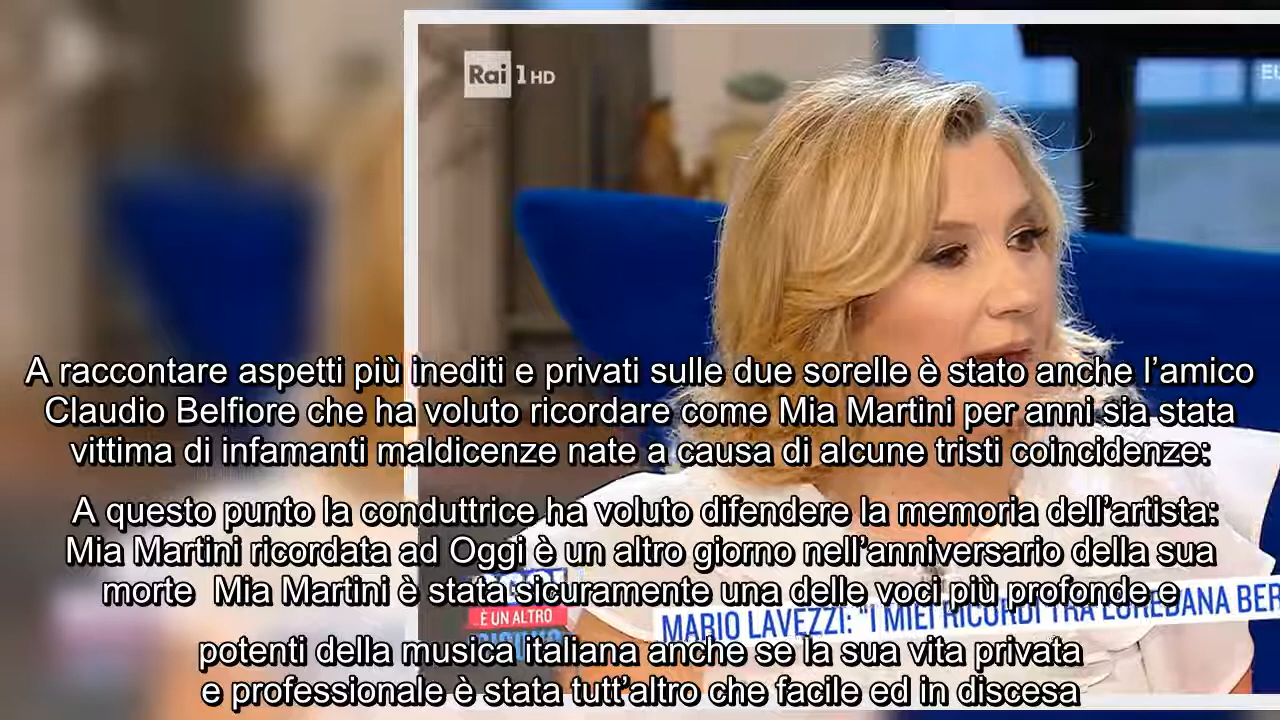 Rai 1 HD
EU
A raccontare aspetti più inediti e privati sulle due sorelle è stato anche l’amico
Claudio Belfiore che ha voluto ricordare come Mia Martini per anni sia stata
vittima di infamanti maldicenze nate a causa di alcune tristi coincidenze:
A questo punto la conduttrice ha voluto difendere la memoria dell’artista:
Mia Martini ricordata ad Oggi è un altro giorno nell’anniversario della sua
morte Mia Martini è stata sicuramente una delle voci più profonde e
È UN ALTRO
MARIO LAVEZZI: "I MIEI RICORDI TRA LOREDANA BER
potenti della musica italiana anche se la sua vita privata
e professionale è stata tutt’altro che facile ed in discesa